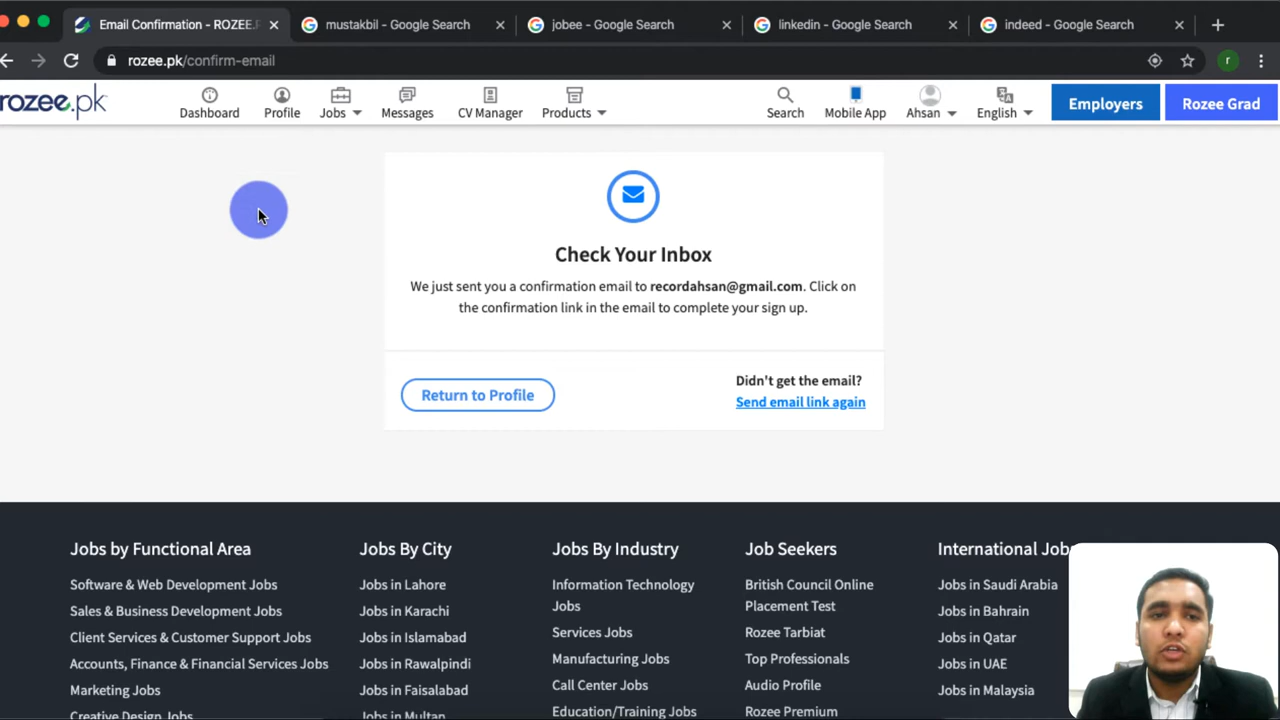 Email Confirmation - ROZEE.P
mustakbil - Google Search
jobee - Google Search
linkedin - Google Search
indeed - Google Search
rozee.pk/confirm-email
r
rozee.pk
Dashboard
Profile
Jobs
Messages
CV Manager
Products
Search
Mobile App
Ahsan
English
Employers
Rozee Grad
Check Your Inbox
We just sent you a confirmation email to recordahsan@gmail.com. Click on
the confirmation link in the email to complete your sign up.
Return to Profile
Didn't get the email?
Send email link again
Jobs by Functional Area
Software & Web Development Jobs
Sales & Business Development Jobs
Client Services & Customer Support Jobs
Accounts, Finance & Financial Services Jobs
Marketing Jobs
Creative Design Jobs
Jobs By City
Jobs in Lahore
Jobs in Karachi
Jobs in Islamabad
Jobs in Rawalpindi
Jobs in Faisalabad
Jobs in Multan
Jobs By Industry
Information Technology
Jobs
Services Jobs
Manufacturing Jobs
Call Center Jobs
Education/Training Jobs
Job Seekers
British Council Online
Placement Test
Rozee Tarbiat
Top Professionals
Audio Profile
Rozee Premium
International Jobs
Jobs in Saudi Arabia
Jobs in Bahrain
Jobs in Qatar
Jobs in UAE
Jobs in Malaysia